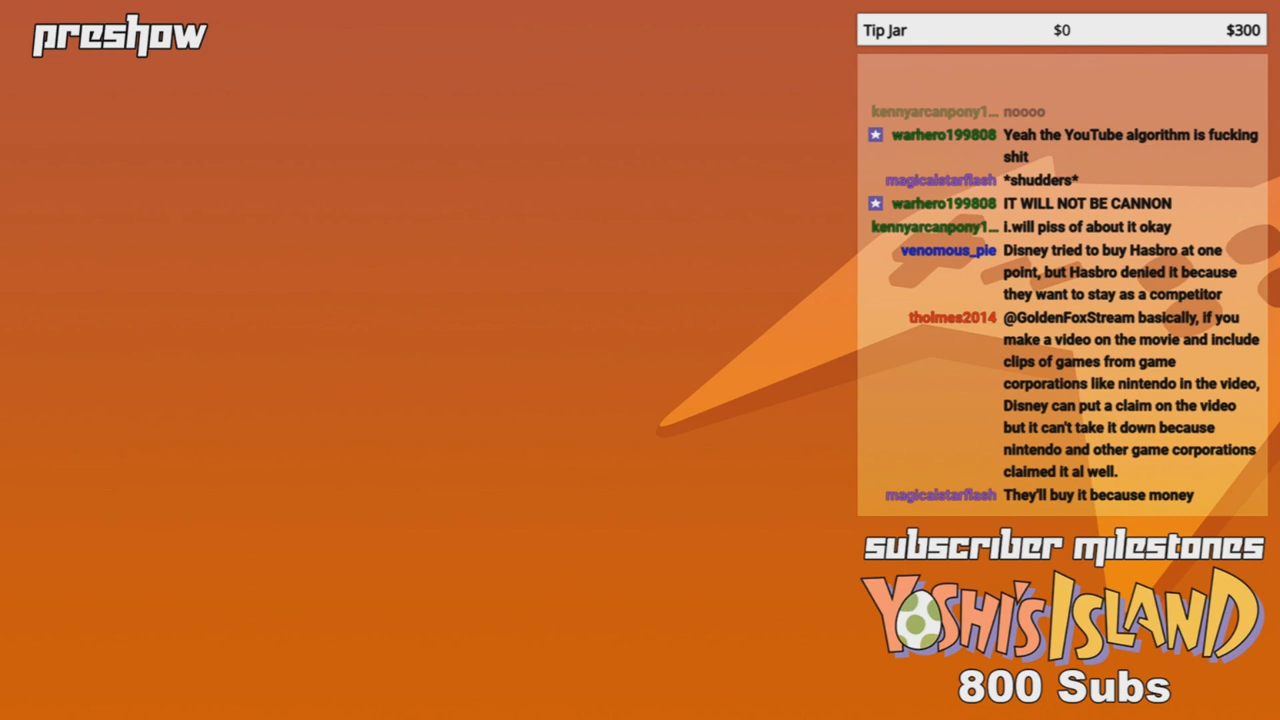 preshow
Tip Jar $0 $300
kennyarcanpony1... noooo
warhero199808 Yeah the YouTube algorithm is fucking
shit
magicalstarflash *shudders*
warhero199808 IT WILL NOT BE CANNON
kennyarcanpony1... i.will piss of about it okay
venomous_pie Disney tried to buy Hasbro at one
point, but Hasbro denied it because
they want to stay as a competitor
tholmes2014 @GoldenFoxStream basically, if you
make a video on the movie and include
clips of games from game
corporations like nintendo in the video,
Disney can put a claim on the video
but it can't take it down because
nintendo and other game corporations
claimed it al well.
magicalstarflash They'll buy it because money
subscriber milestones
YOSHI'S ISLAND
800 Subs